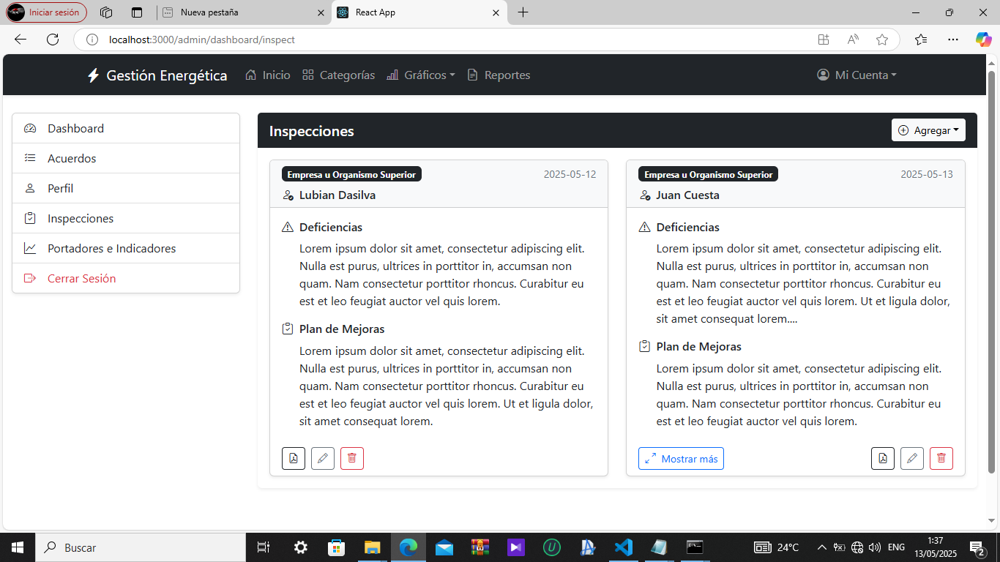 Iniciar sesión
Nueva pestaña
React App
localhost:3000/admin/dashboard/inspect
Gestión Energética
Inicio
Categorías
Gráficos
Reportes
Mi Cuenta
Dashboard
Acuerdos
Perfil
Inspecciones
Portadores e Indicadores
Cerrar Sesión
Inspecciones
Agregar
Empresa u Organismo Superior
2025-05-12
Lubian Dasilva
Deficiencias
Lorem ipsum dolor sit amet, consectetur adipiscing elit.
Nulla est purus, ultrices in porttitor in, accumsan non
quam. Nam consectetur porttitor rhoncus. Curabitur eu
est et leo feugiat auctor vel quis lorem.
Plan de Mejoras
Lorem ipsum dolor sit amet, consectetur adipiscing elit.
Nulla est purus, ultrices in porttitor in, accumsan non
quam. Nam consectetur porttitor rhoncus. Curabitur eu
est et leo feugiat auctor vel quis lorem. Ut et ligula dolor,
sit amet consequat lorem.
Empresa u Organismo Superior
2025-05-13
Juan Cuesta
Deficiencias
Lorem ipsum dolor sit amet, consectetur adipiscing elit.
Nulla est purus, ultrices in porttitor in, accumsan non
quam. Nam consectetur porttitor rhoncus. Curabitur eu
est et leo feugiat auctor vel quis lorem. Ut et ligula dolor,
sit amet consequat lorem....
Plan de Mejoras
Lorem ipsum dolor sit amet, consectetur adipiscing elit.
Nulla est purus, ultrices in porttitor in, accumsan non
quam. Nam consectetur porttitor rhoncus. Curabitur eu
est et leo feugiat auctor vel quis lorem.
Mostrar más
Buscar
24°C
ENG
1:37
13/05/2025
2